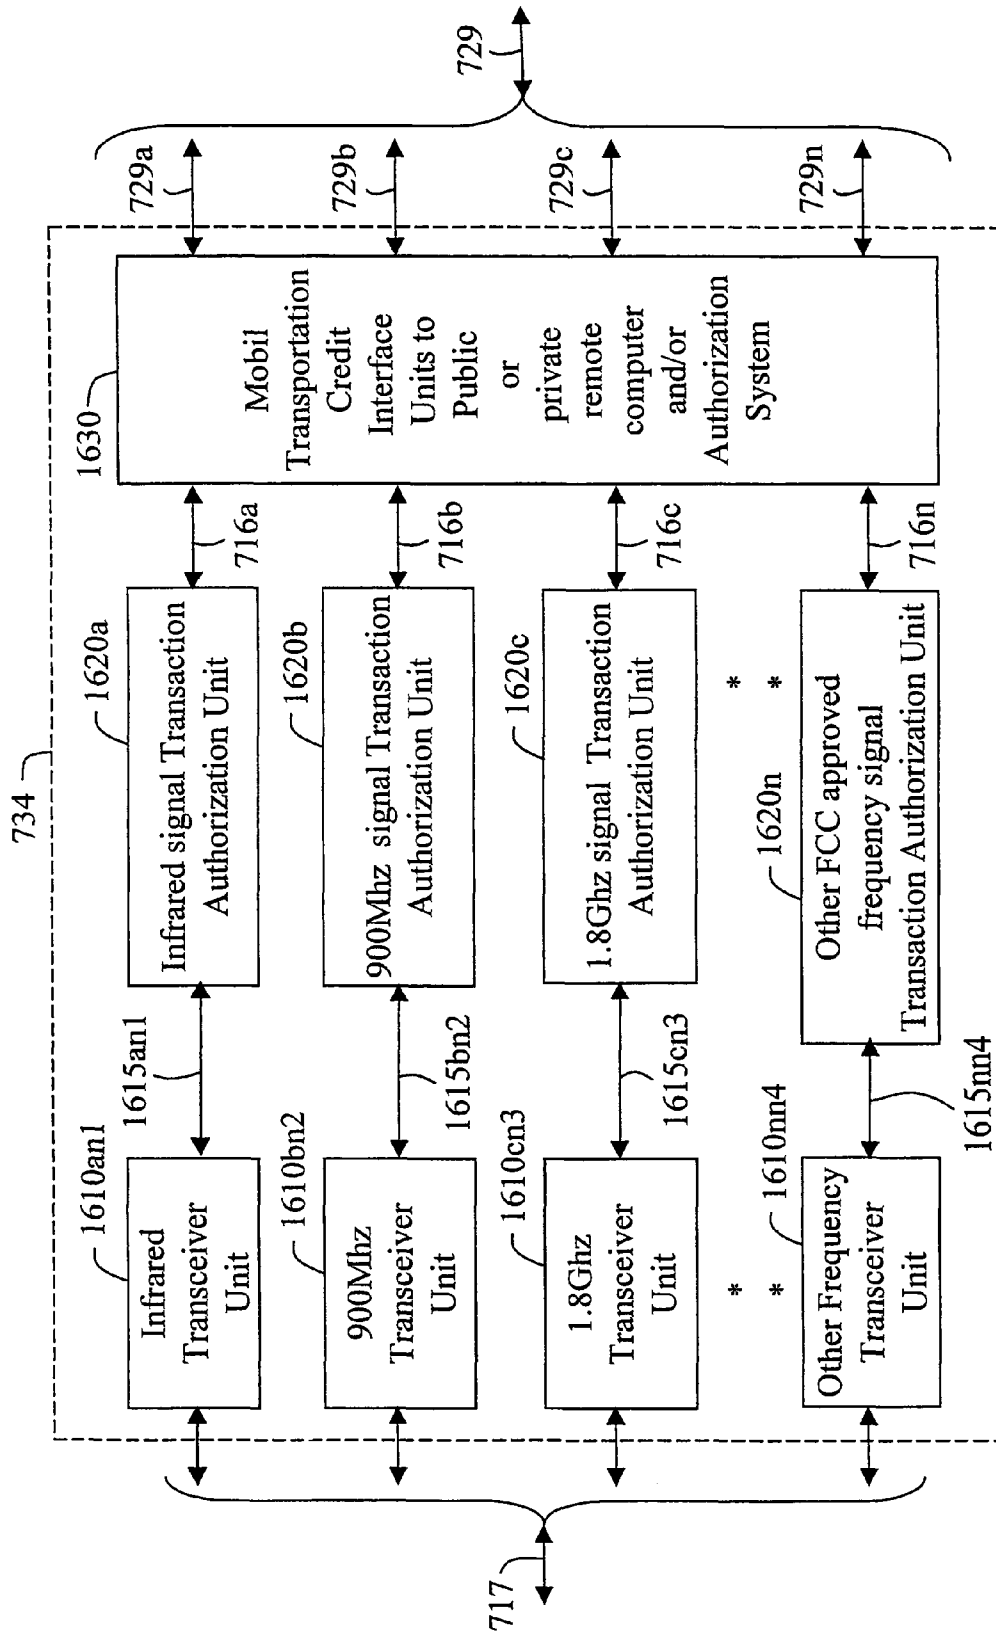 734
1610an1
Infrared
Transceiver
Unit
1615an1
1620a
Infrared signal Transaction
Authorization Unit
716a
1630
Mobil
Transportation
Credit
Interface
Units to
Public
or
private
remote
computer
and/or
Authorization
System
729a
1610bn2
900Mhz
Transceiver
Unit
1615bn2
1620b
900Mhz signal Transaction
Authorization Unit
716b
729b
717
729
1610cn3
1.8Ghz
Transceiver
Unit
1615cn3
1620c
1.8Ghz signal Transaction
Authorization Unit
716c
729c
* *
* *
1610nn4
Other Frequency
Transceiver
Unit
1615nn4
1620n
Other FCC approved
frequency signal
Transaction Authorization Unit
716n
729n